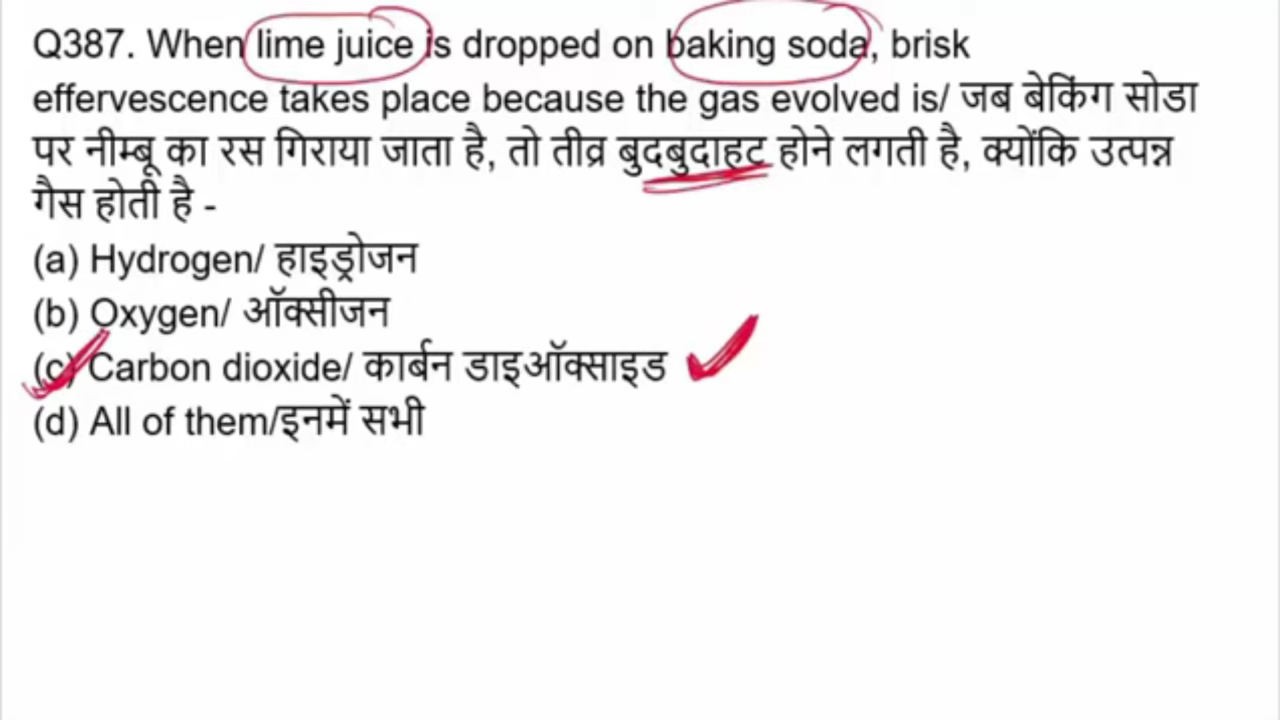 Q387. When lime juice is dropped on baking soda, brisk
effervescence takes place because the gas evolved is/ जब बेकिंग सोडा
पर नीम्बू का रस गिराया जाता है, तो तीव्र बुदबुदाहट होने लगती है, क्योंकि उत्पन्न
गैस होती है -
(a) Hydrogen/ हाइड्रोजन
(b) Oxygen/ ऑक्सीजन
(c) Carbon dioxide/ कार्बन डाइऑक्साइड
(d) All of them/इनमें सभी